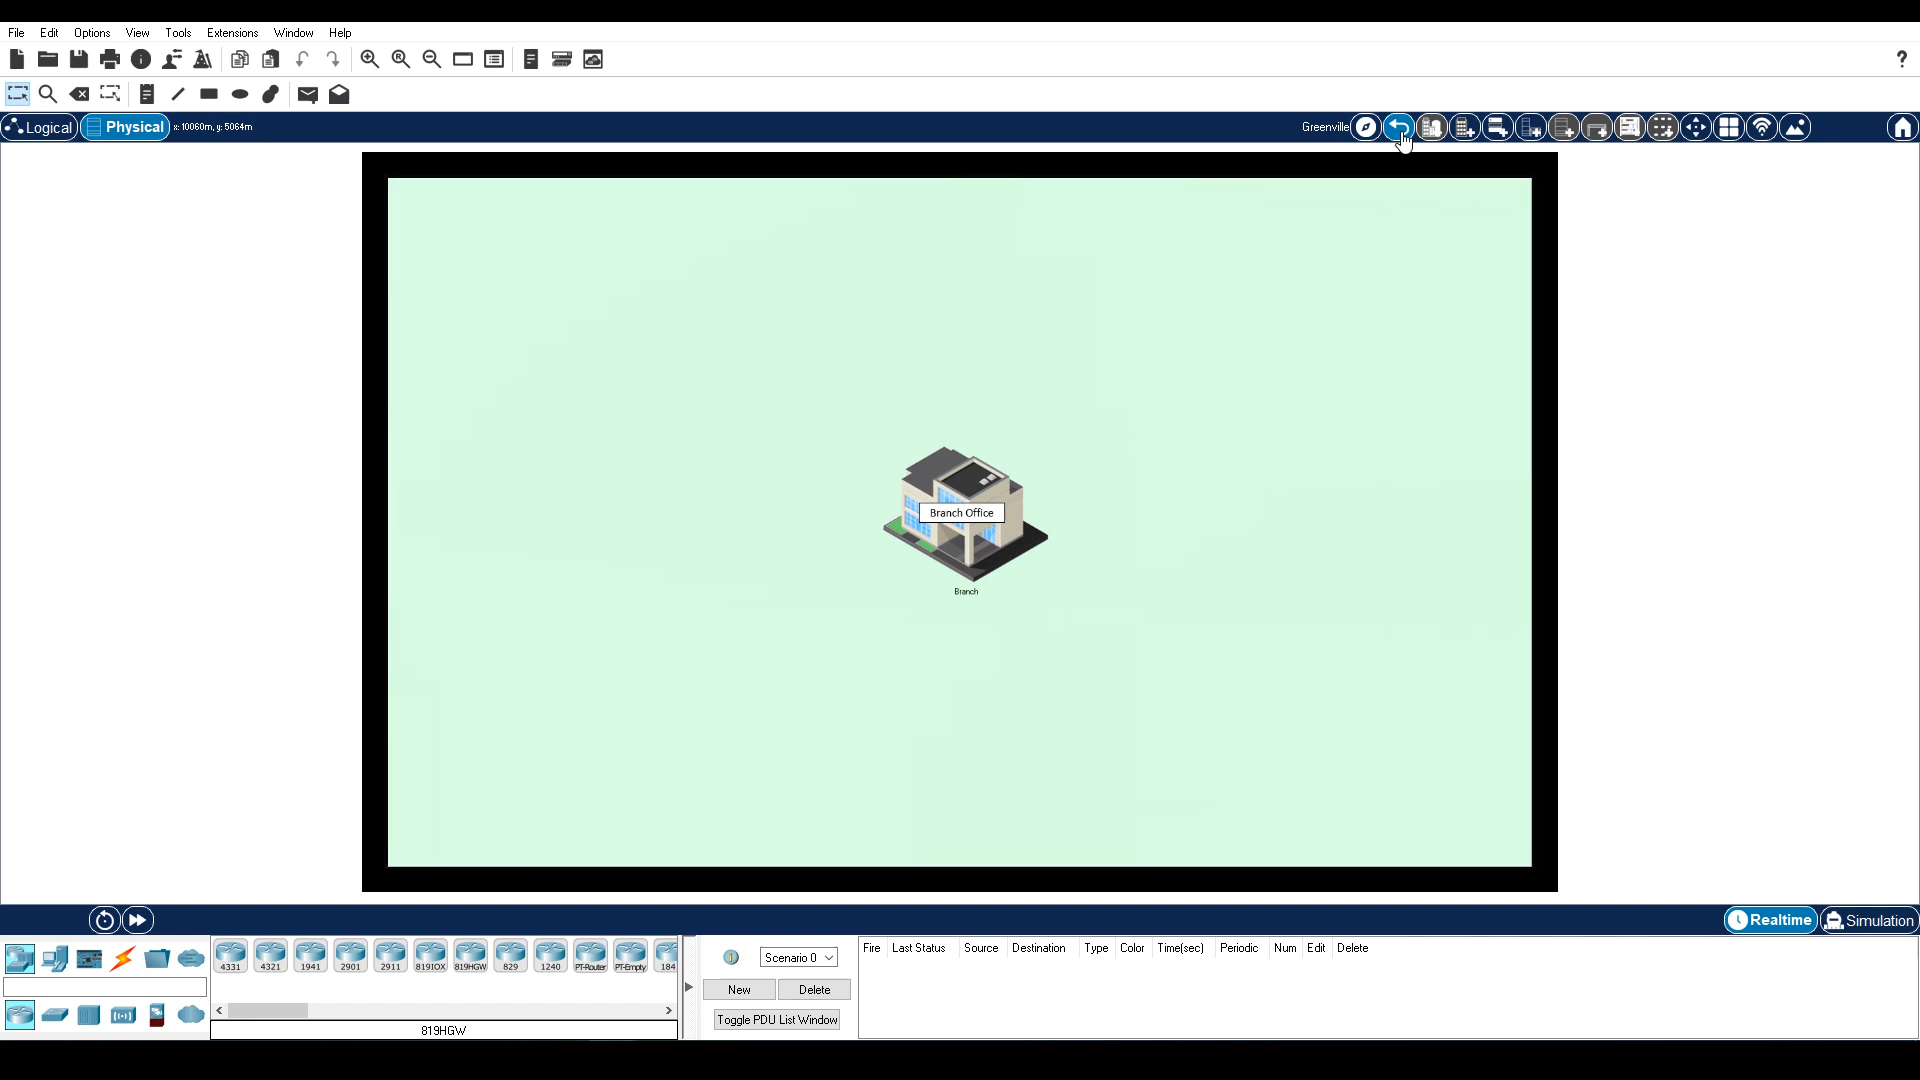 File Edit Options View Tools Extensions Window Help
?
Logical Physical x: 10060m, y: 5064m Greenville
Branch Office
Branch
Realtime Simulation
4331 4321 1941 2901 2911 819IOX 819HGW 829 1240 PT-Router PT-Empty 184
819HGW
Scenario 0
New Delete
Toggle PDU List Window
Fire Last Status Source Destination Type Color Time(sec) Periodic Num Edit Delete